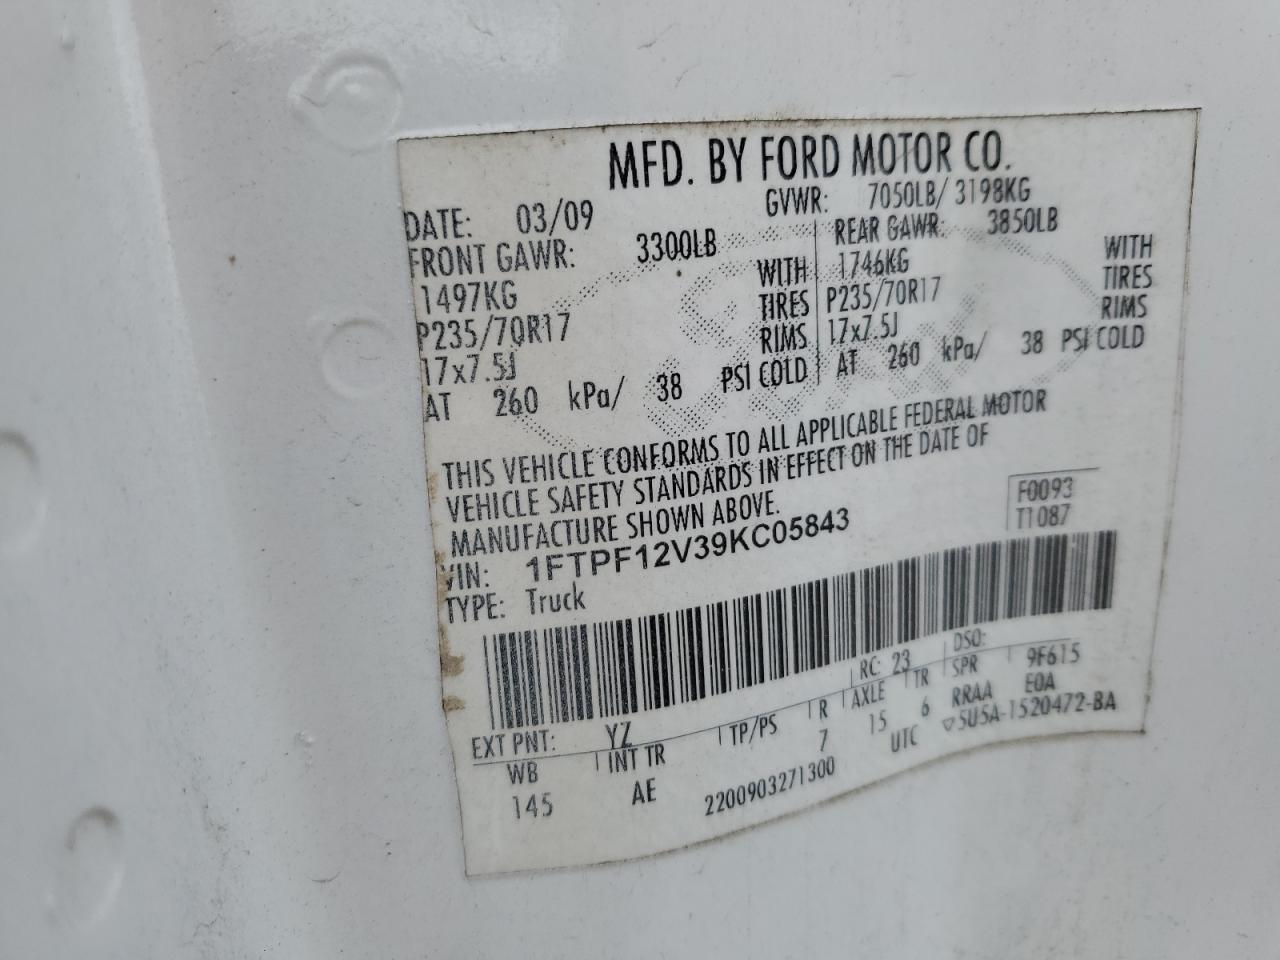 MFD. BY FORD MOTOR CO.
DATE: 03/09 GVWR: 7050LB/ 3198KG
FRONT GAWR: 3300LB REAR GAWR: 3850LB
1497KG WITH 1746KG WITH
P235/70R17 TIRES P235/70R17 TIRES
17x7.5J RIMS 17x7.5J RIMS
AT 260 kPa/ 38 PSI COLD AT 260 kPa/ 38 PSI COLD
THIS VEHICLE CONFORMS TO ALL APPLICABLE FEDERAL MOTOR
VEHICLE SAFETY STANDARDS IN EFFECT ON THE DATE OF
MANUFACTURE SHOWN ABOVE.
F0093
T1087
VIN: 1FTPF12V39KC05843
TYPE: Truck
EXT PNT: YZ RC: 23 DSO:
WB INT TR TP/PS R AXLE TR SPR 9F615
145 AE 7 15 6 RRAA E0A
2200903271300 UTC ▽5U5A-1520472-BA